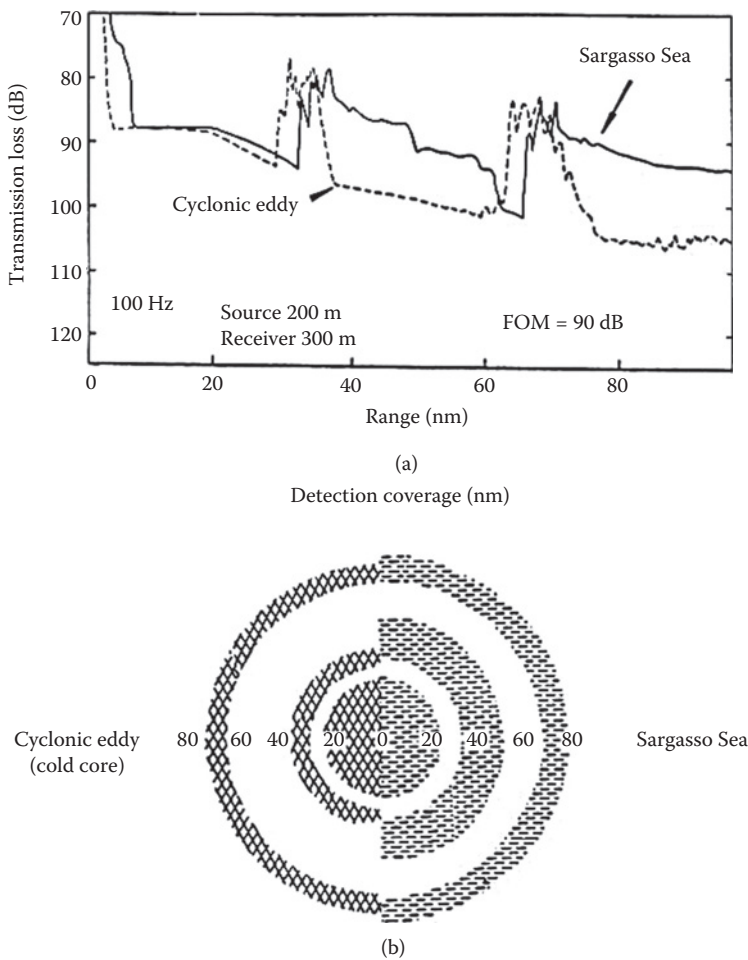 70
80
90
100
110
120
Transmission loss (dB)
Sargasso Sea
Cyclonic eddy
100 Hz
Source 200 m
Receiver 300 m
FOM = 90 dB
0 20 40 60 80
Range (nm)
(a)
Detection coverage (nm)
Cyclonic eddy
(cold core)
80 60 40 20 0 20 40 60 80
Sargasso Sea
(b)